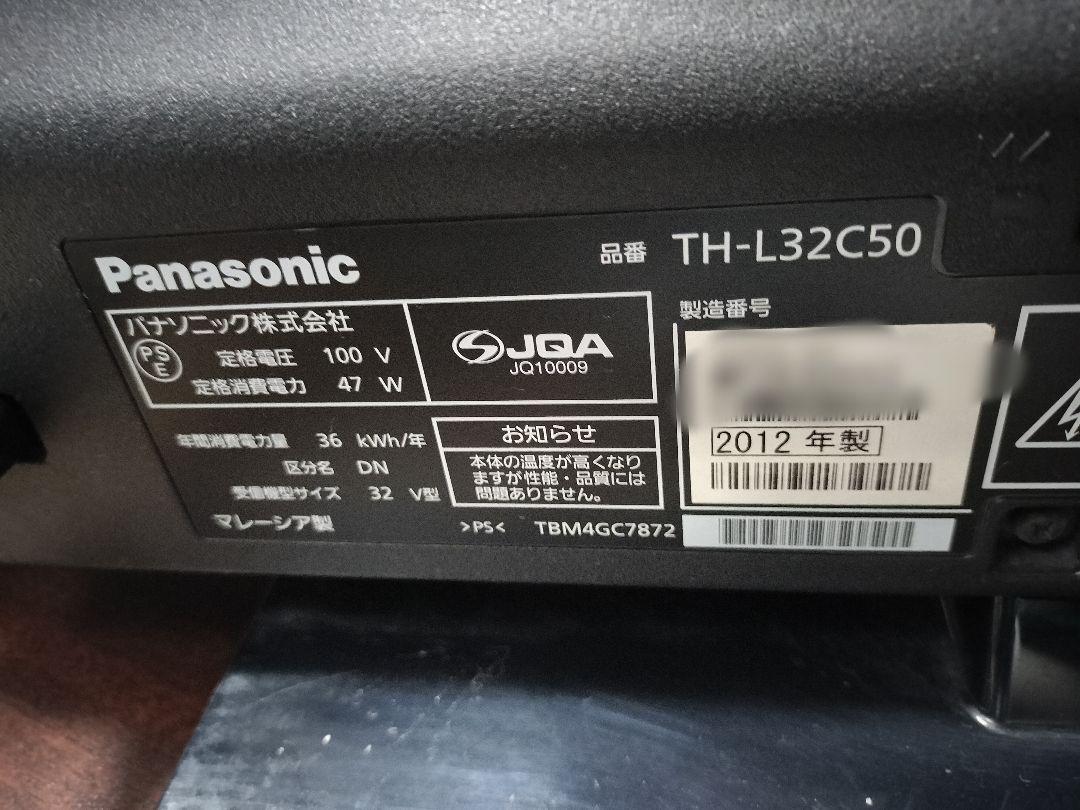 Panasonic
品番 TH-L32C50
パナソニック株式会社
PS
E
定格電圧 100 V
定格消費電力 47 W
JQA
JQ10009
製造番号
2012 年製
年間消費電力量 36 kWh/年
区分名 DN
受信機型サイズ 32 V型
マレーシア製
お知らせ
本体の温度が高くなり
ますが性能・品質には
問題ありません。
>PS< TBM4GC7872